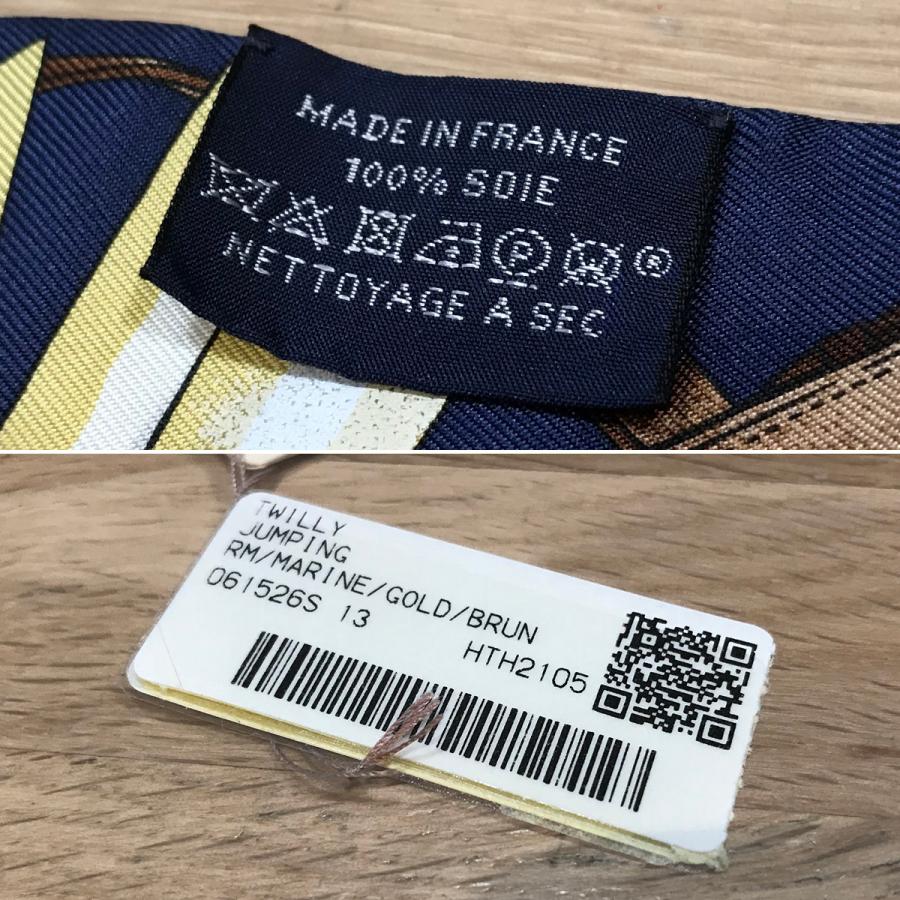 MADE IN FRANCE
100% SOIE
P ®
NETTOYAGE A SEC
TWILLY
JUMPING
RM/MARINE/GOLD/BRUN
061526S 13
HTH2105